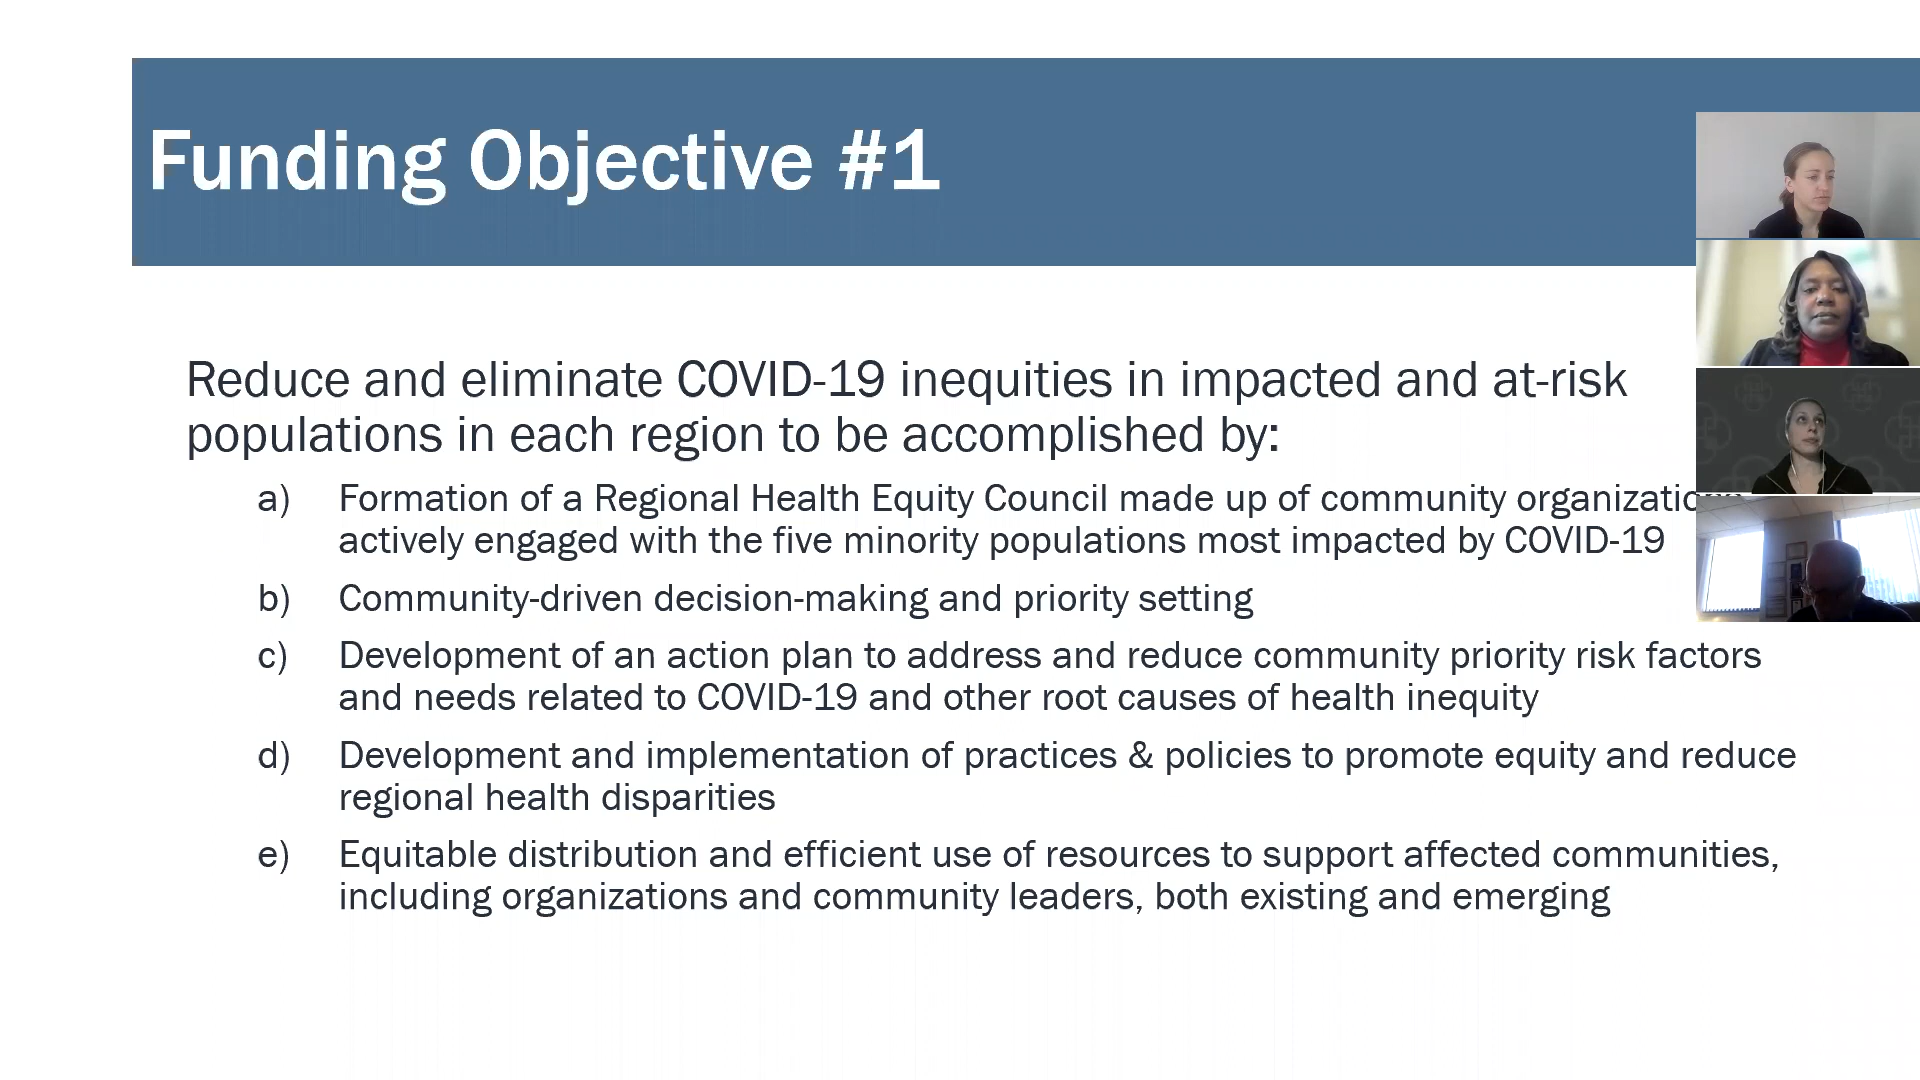 Funding Objective #1
Reduce and eliminate COVID-19 inequities in impacted and at-risk
populations in each region to be accomplished by:
a) Formation of a Regional Health Equity Council made up of community organizations
actively engaged with the five minority populations most impacted by COVID-19
b) Community-driven decision-making and priority setting
c) Development of an action plan to address and reduce community priority risk factors
and needs related to COVID-19 and other root causes of health inequity
d) Development and implementation of practices & policies to promote equity and reduce
regional health disparities
e) Equitable distribution and efficient use of resources to support affected communities,
including organizations and community leaders, both existing and emerging